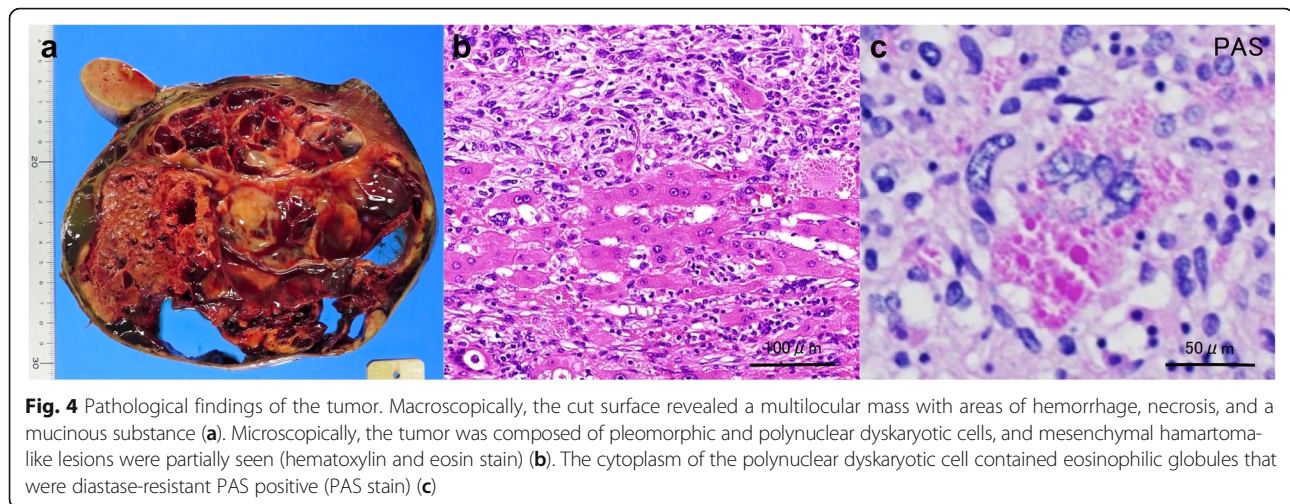 a
b
c
PAS
20
30
100 μm
50 μm
Fig. 4 Pathological findings of the tumor. Macroscopically, the cut surface revealed a multilocular mass with areas of hemorrhage, necrosis, and a
mucinous substance (a). Microscopically, the tumor was composed of pleomorphic and polynuclear dyskaryotic cells, and mesenchymal hamartoma-
like lesions were partially seen (hematoxylin and eosin stain) (b). The cytoplasm of the polynuclear dyskaryotic cell contained eosinophilic globules that
were diastase-resistant PAS positive (PAS stain) (c)